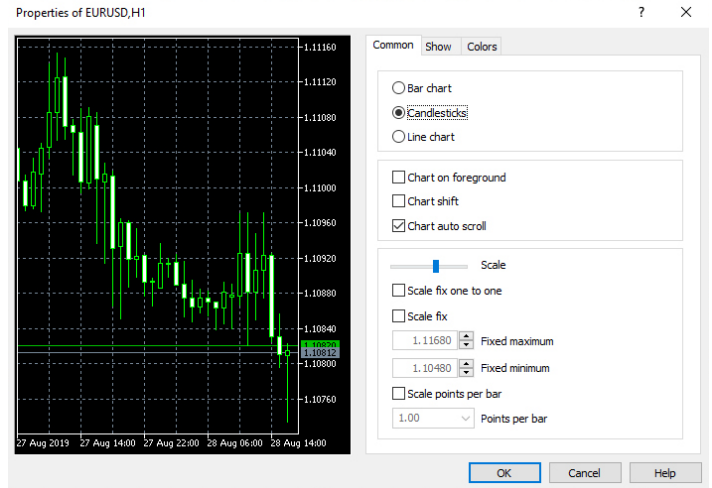 Properties of EURUSD,H1
? ×
1.11160
1.11120
1.11080
1.11040
1.11000
1.10960
1.10920
1.10880
1.10840
1.10820
1.10812
1.10800
1.10760
27 Aug 2019 27 Aug 14:00 27 Aug 22:00 28 Aug 06:00 28 Aug 14:00
Common Show Colors
Bar chart
Candlesticks
Line chart
Chart on foreground
Chart shift
Chart auto scroll
Scale
Scale fix one to one
Scale fix
1.11680 Fixed maximum
1.10480 Fixed minimum
Scale points per bar
1.00 Points per bar
OK Cancel Help